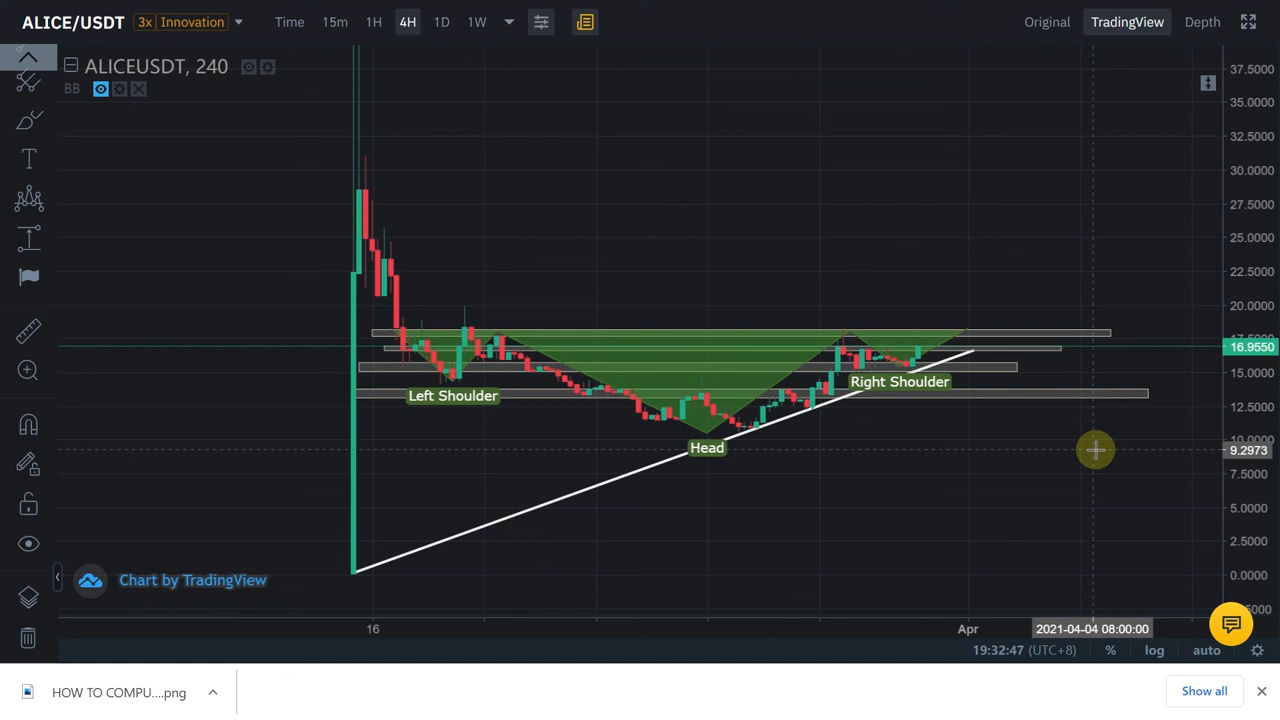 ALICE/USDT 3x Innovation Time 15m 1H 4H 1D 1W Original TradingView Depth
ALICEUSDT, 240
BB
37.5000
35.0000
32.5000
30.0000
27.5000
25.0000
22.5000
20.0000
16.9550
15.0000
12.5000
9.2973
7.5000
5.0000
2.5000
0.0000
Left Shoulder
Right Shoulder
Head
Chart by TradingView
16 Apr 2021-04-04 08:00:00
19:32:47 (UTC+8) % log auto
HOW TO COMPU....png Show all